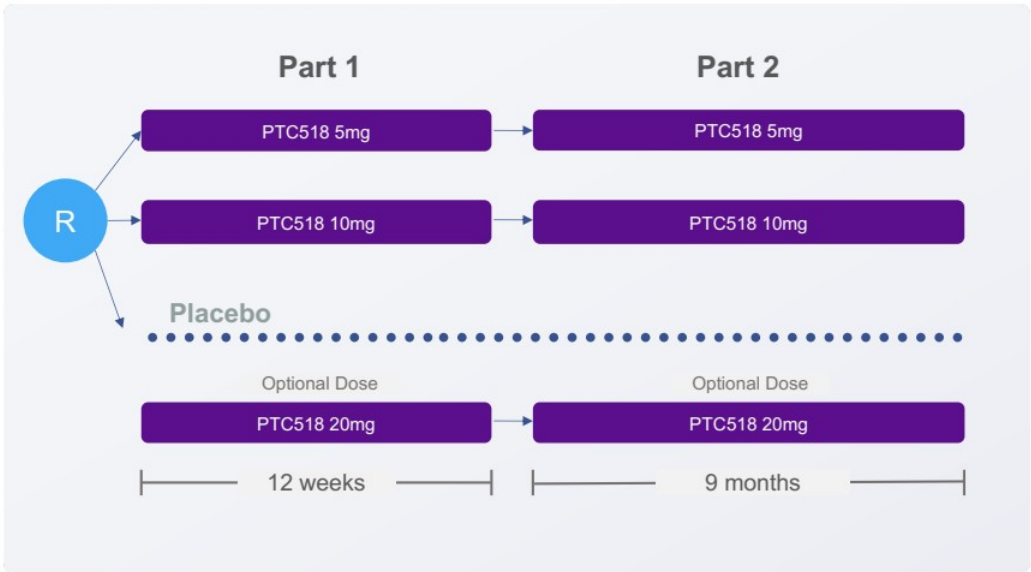 Part 1
Part 2
PTC518 5mg
PTC518 5mg
R
PTC518 10mg
PTC518 10mg
Placebo
Optional Dose
Optional Dose
PTC518 20mg
PTC518 20mg
12 weeks
9 months